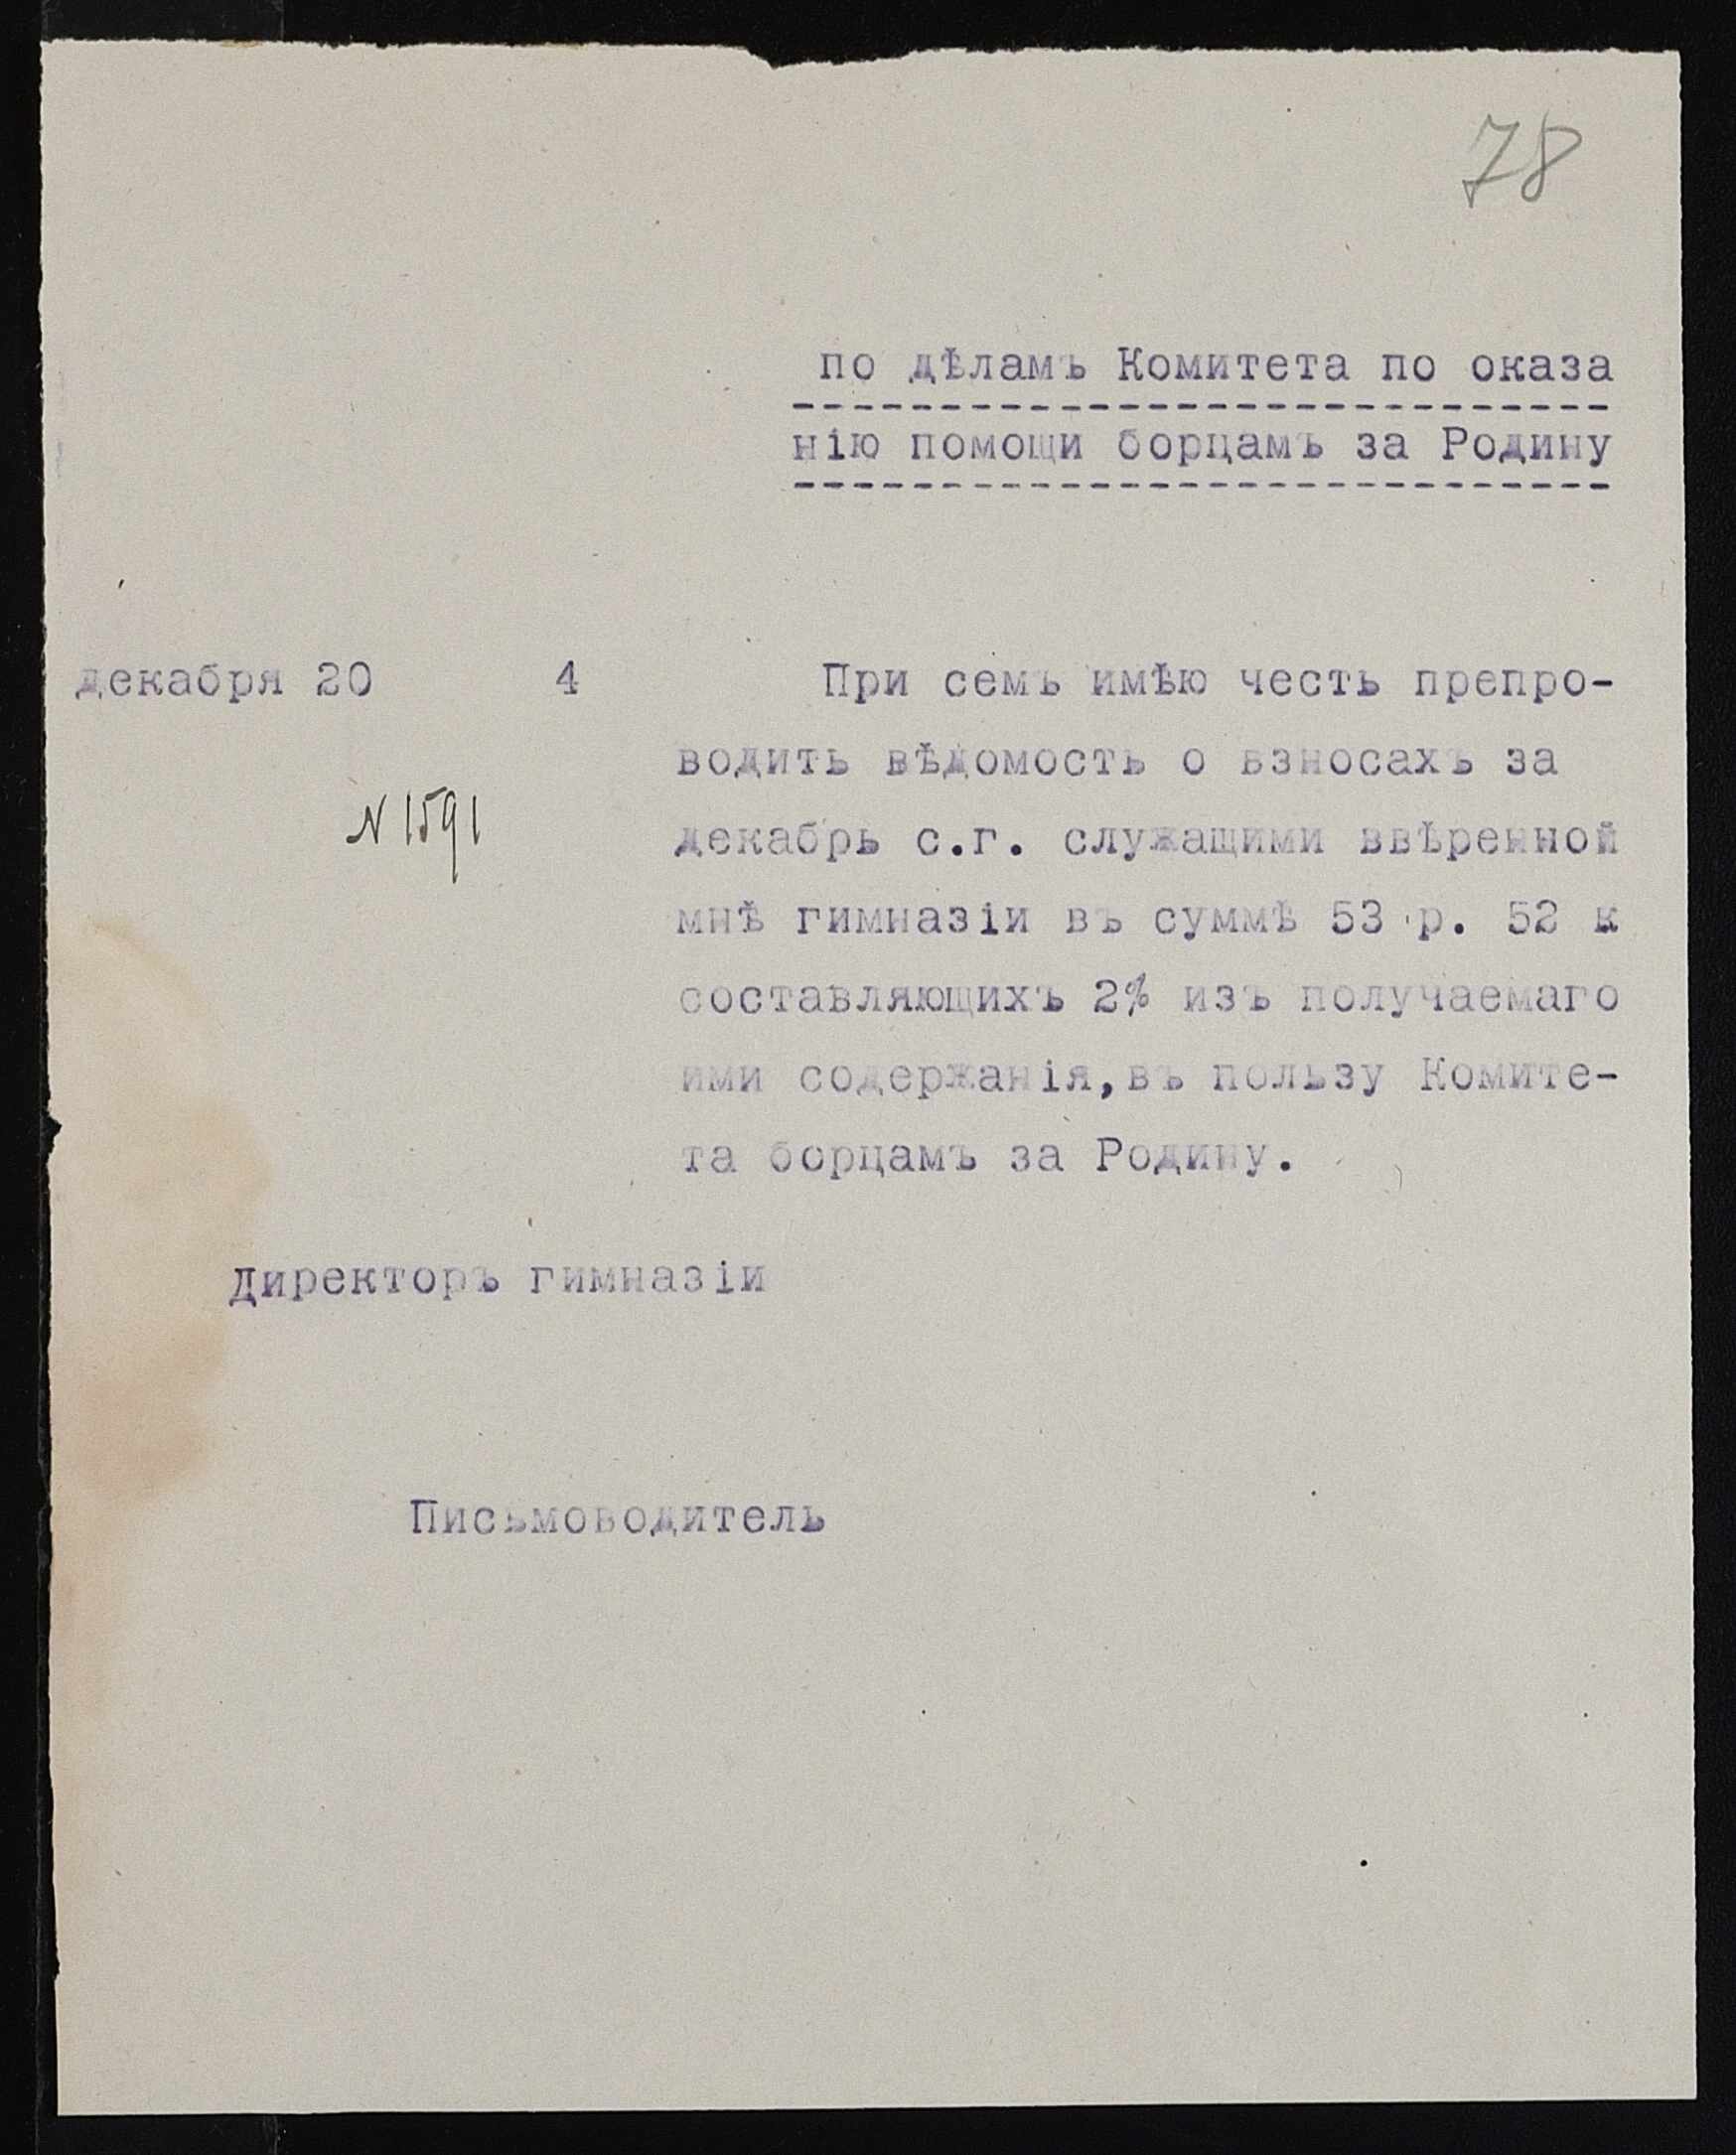 78
по дѣламъ Комитета по оказа
нію помощи борцамъ за Родину
декабря 20 4
N 1591
При семъ имѣю честь препро-
водить вѣдомость о взносахъ за
декабрь с.г. служащими ввѣренной
мнѣ гимназіи въ суммѣ 53 р. 52 к
составляющихъ 2% изъ получаемаго
ими содержанія, въ пользу Комите-
та борцамъ за Родину.
Директоръ гимназіи
Письмоводитель